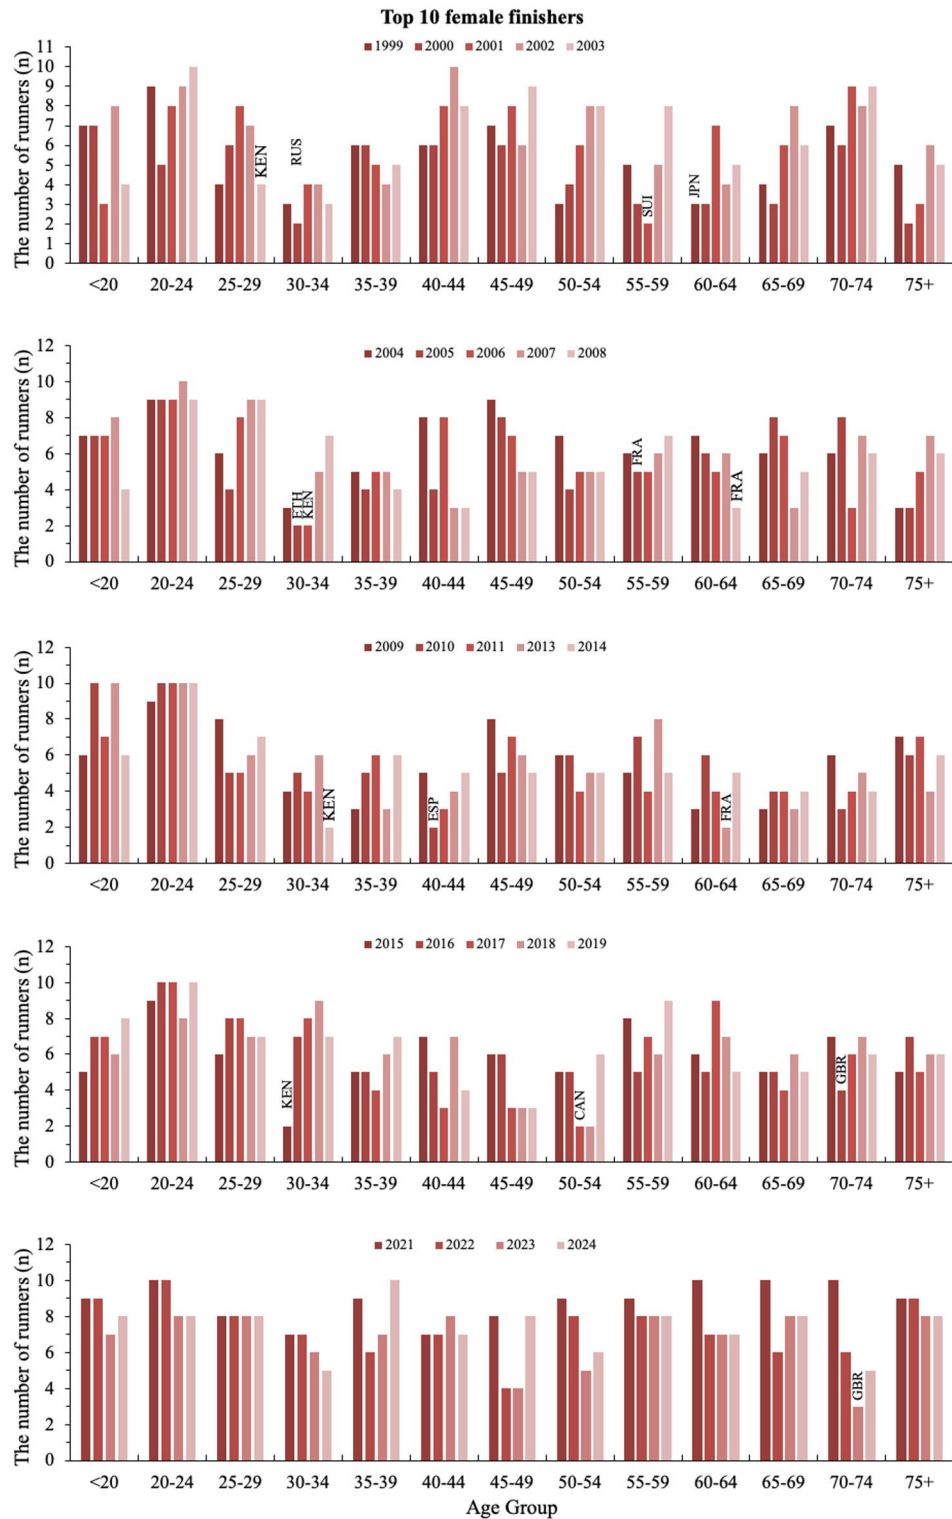 Top 10 female finishers
1999 2000 2001 2002 2003
The number of runners (n)
11
10
9
8
7
6
5
4
3
2
1
0
KEN
RUS
SUI
JPN
<20 20-24 25-29 30-34 35-39 40-44 45-49 50-54 55-59 60-64 65-69 70-74 75+
2004 2005 2006 2007 2008
The number of runners (n)
12
10
8
6
4
2
0
ETH
KEN
FRA
FRA
<20 20-24 25-29 30-34 35-39 40-44 45-49 50-54 55-59 60-64 65-69 70-74 75+
2009 2010 2011 2013 2014
The number of runners (n)
12
10
8
6
4
2
0
KEN
ESP
FRA
<20 20-24 25-29 30-34 35-39 40-44 45-49 50-54 55-59 60-64 65-69 70-74 75+
2015 2016 2017 2018 2019
The number of runners (n)
12
10
8
6
4
2
0
KEN
CAN
GBR
<20 20-24 25-29 30-34 35-39 40-44 45-49 50-54 55-59 60-64 65-69 70-74 75+
2021 2022 2023 2024
The number of runners (n)
12
10
8
6
4
2
0
GBR
<20 20-24 25-29 30-34 35-39 40-44 45-49 50-54 55-59 60-64 65-69 70-74 75+
Age Group